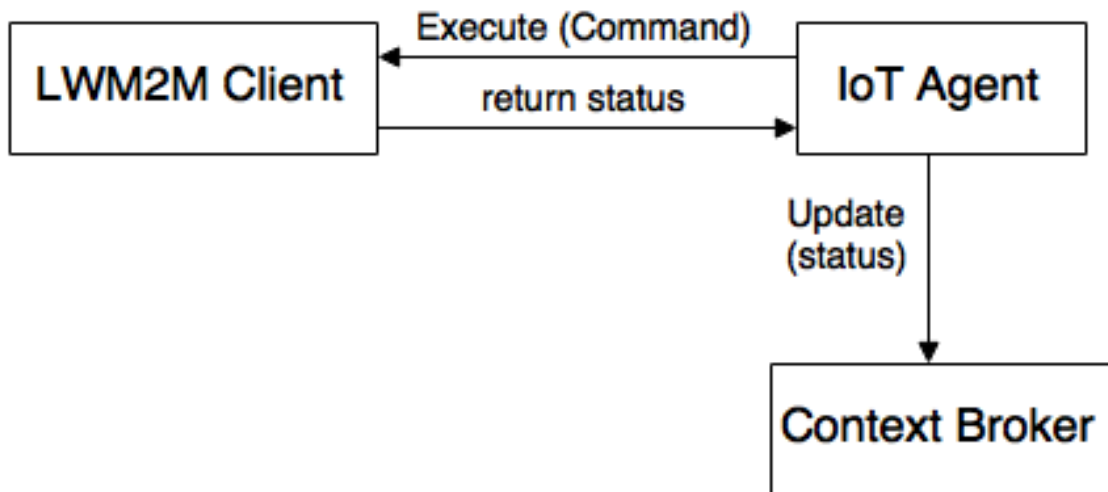 Execute (Command)
LWM2M Client
IoT Agent
return status
Update
(status)
Context Broker